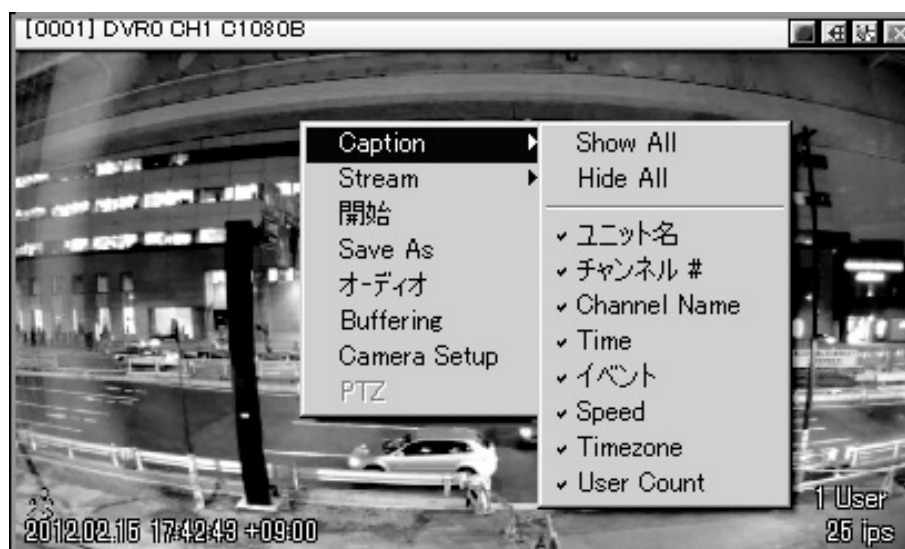 [0001] DVR0 CH1 C1080B
Caption
Stream
開始
Save As
オーディオ
Buffering
Camera Setup
PTZ
Show All
Hide All
ユニット名
チャンネル #
Channel Name
Time
イベント
Speed
Timezone
User Count
23
2012.02.15 17:42:43 +09:00
1 User
25 ips